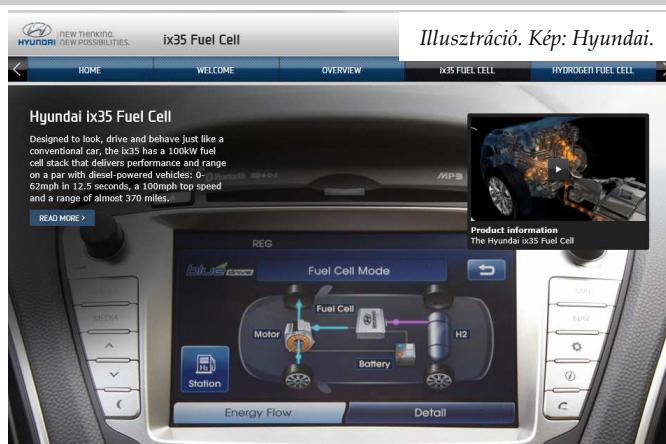 HYUNDAI
NEW THINKING.
NEW POSSIBILITIES.
ix35 Fuel Cell
Illusztráció. Kép: Hyundai.
HOME
WELCOME
OVERVIEW
ix35 FUEL CELL
HYDROGEN FUEL CELL
Hyundai ix35 Fuel Cell
Designed to look, drive and behave just like a
conventional car, the ix35 has a 100kW fuel
cell stack that delivers performance and range
on a par with diesel-powered vehicles: 0-
62mph in 12.5 seconds, a 100mph top speed
and a range of almost 370 miles.
READ MORE >
Product information
The Hyundai ix35 Fuel Cell
Bluetooth
MP3
REG
blue drive
Fuel Cell Mode
Fuel Cell
Motor
H2
Battery
H2
Station
Energy Flow
Detail
MEDIA
NAV